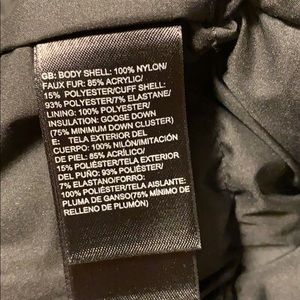 GB: BODY SHELL: 100% NYLON/
FAUX FUR: 85% ACRYLIC/
15% POLYESTER/CUFF SHELL:
93% POLYESTER/7% ELASTANE/
LINING: 100% POLYESTER/
INSULATION: GOOSE DOWN
(75% MINIMUM DOWN CLUSTER)
E: TELA EXTERIOR DEL
CUERPO: 100% NILÓN/IMITACIÓN
DE PIEL: 85% ACRÍLICO/
15% POLIÉSTER/TELA EXTERIOR
DEL PUÑO: 93% POLIÉSTER/
7% ELASTANO/FORRO:
100% POLIÉSTER/TELA AISLANTE:
PLUMA DE GANSO(75% MÍNIMO DE
RELLENO DE PLUMÓN)